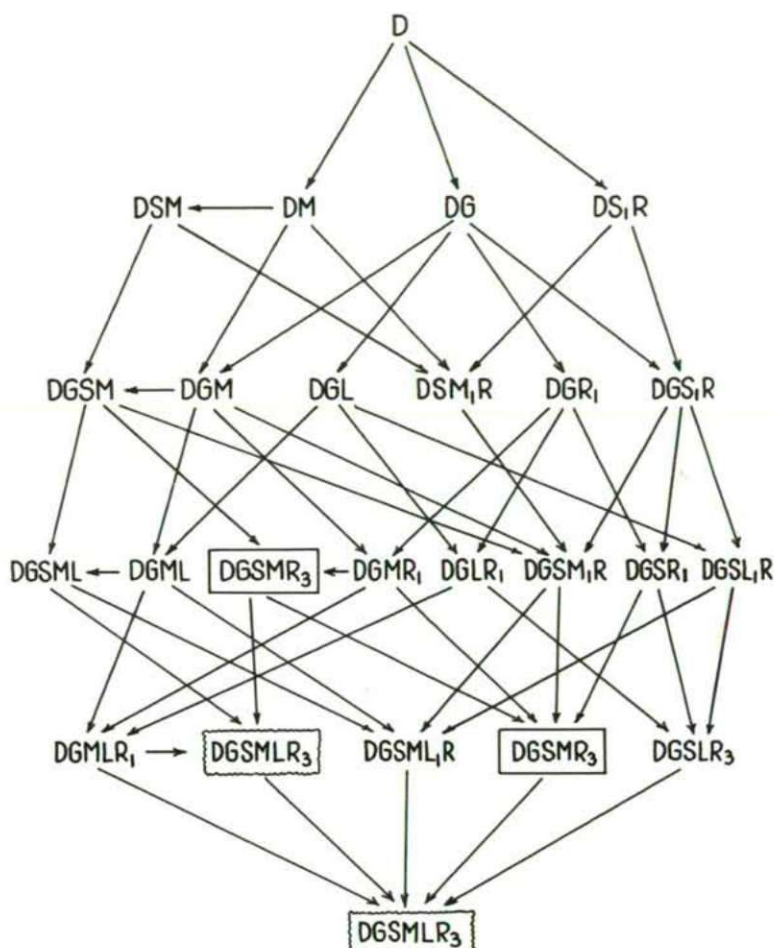 D
DSM DM DG DS₁R
DGSM DGM DGL DSM₁R DGR₁ DGS₁R
DGSML DGML DGSMR₃ DGMR₁ DGLR₁ DGSM₁R DGSR₁ DGSL₁R
DGMLR₁ DGSMLR₃ DGSML₁R DGSMR₃ DGSLR₃
DGSMLR₃